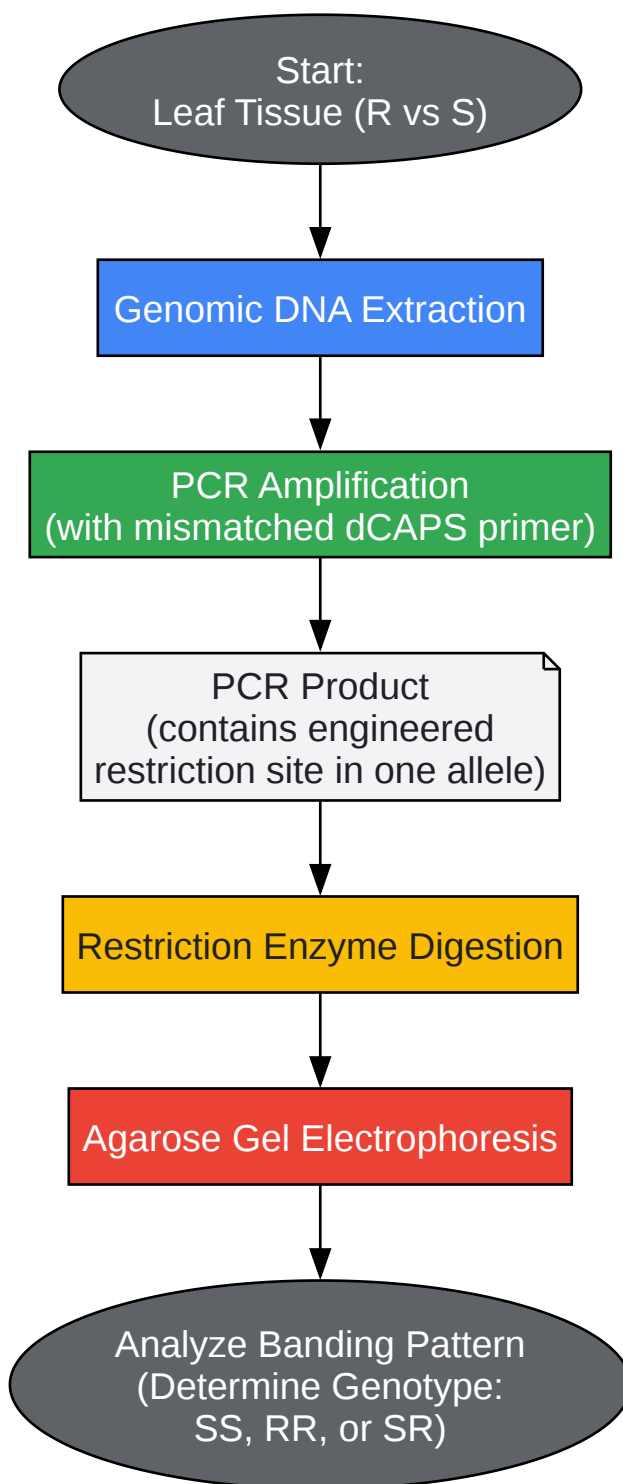 Start:
Leaf Tissue (R vs S)
Genomic DNA Extraction
PCR Amplification
(with mismatched dCAPS primer)
PCR Product
(contains engineered
restriction site in one allele)
Restriction Enzyme Digestion
Agarose Gel Electrophoresis
Analyze Banding Pattern
(Determine Genotype:
SS, RR, or SR)